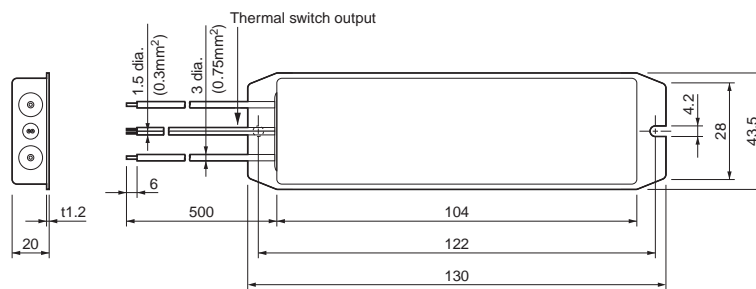 Thermal switch output
1.5 dia.
(0.3mm²)
3 dia.
(0.75mm²)
4.2
28
43.5
6
t1.2
500
104
20
122
130